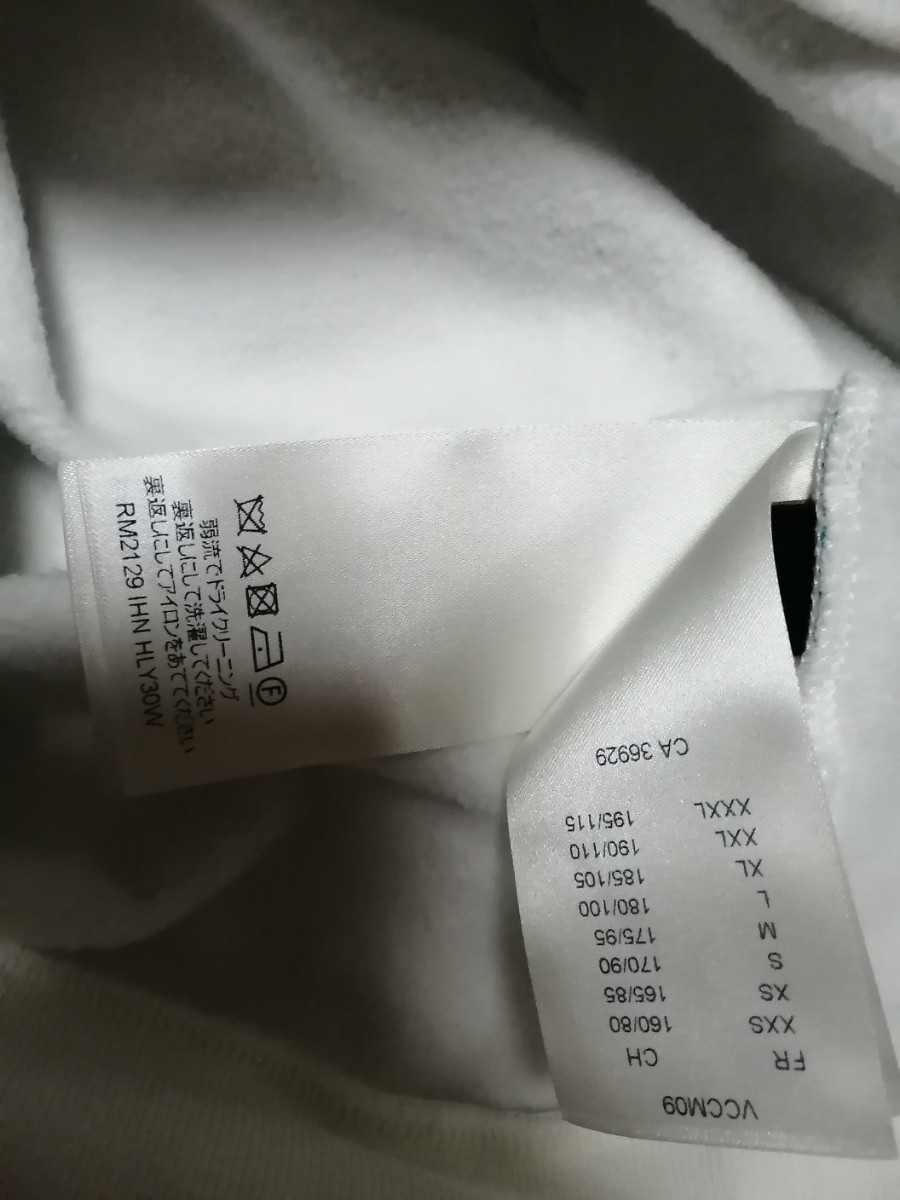 弱流でドライクリーニング
裏返しにして洗濯してください
裏返しにしてアイロンをあててください
RM2129 IHN HLY30W
VCCM09
FR CH
XXS 160/80
XS 165/85
S 170/90
M 175/95
L 180/100
XL 185/105
XXL 190/110
XXXL 195/115
CA 36929